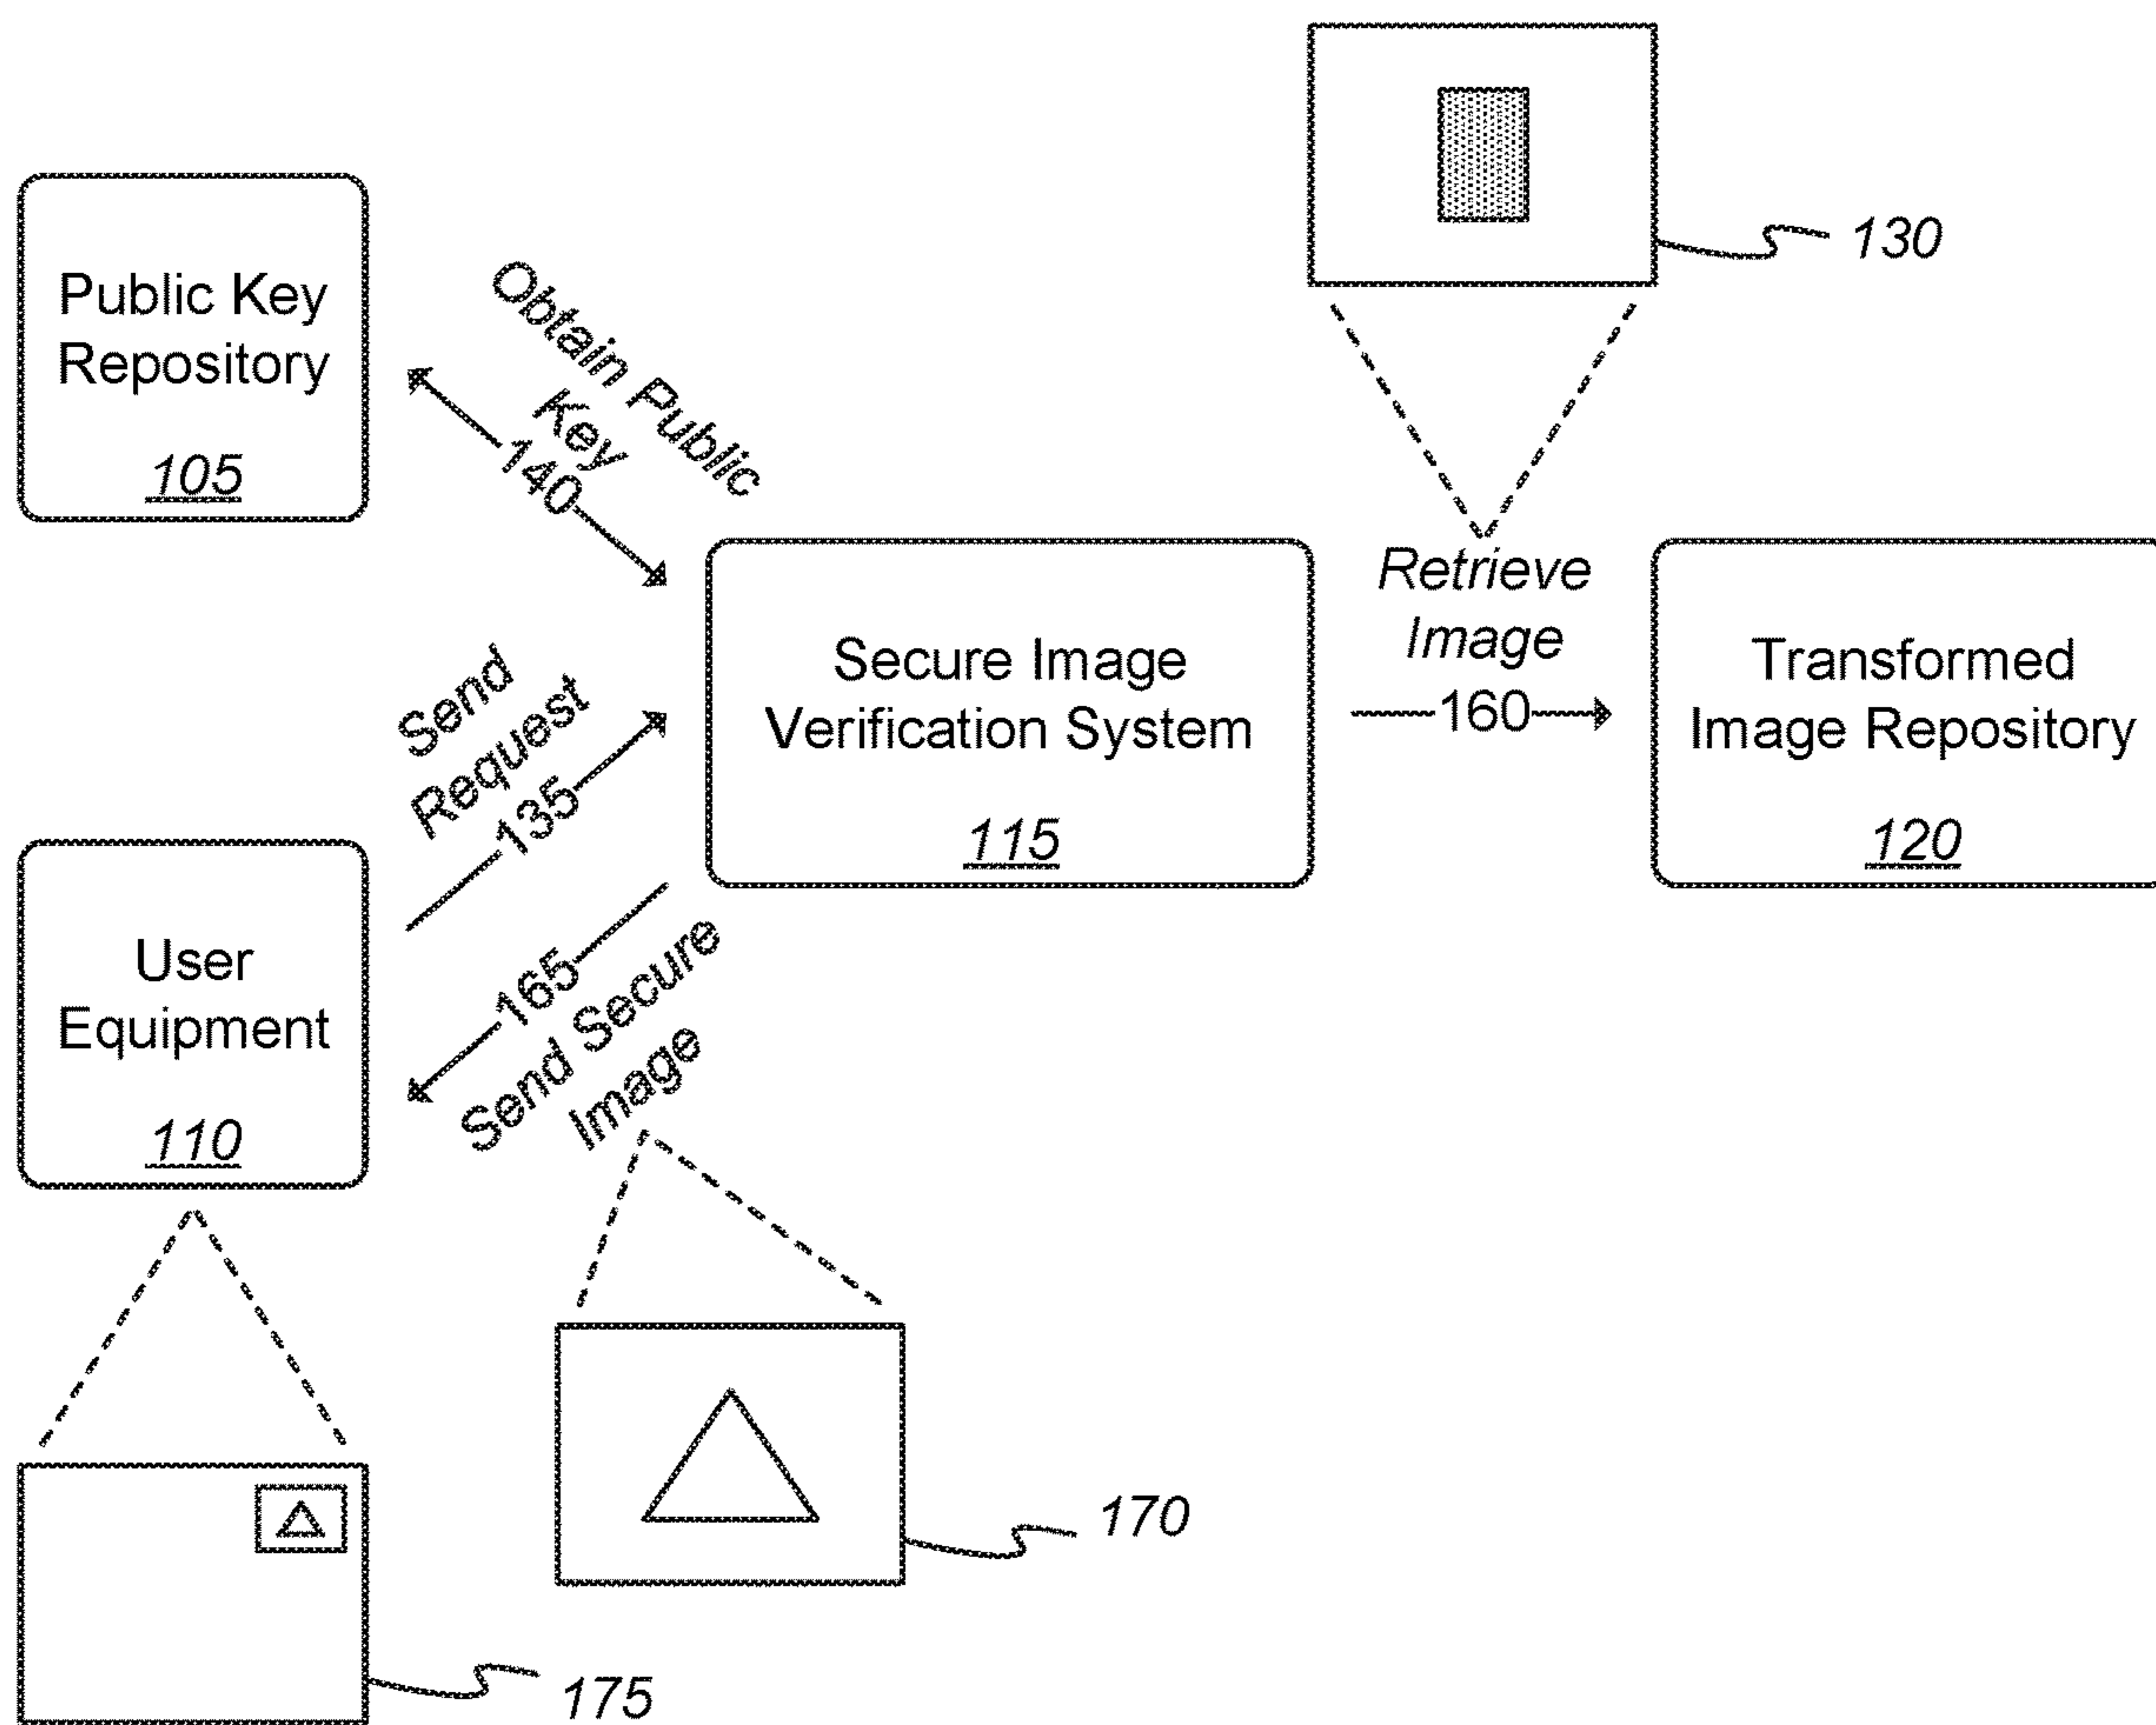 130
Public Key
Repository
105
Obtain Public
Key
140
Retrieve
Image
160
Secure Image
Verification System
115
Transformed
Image Repository
120
Send
Request
135
User
Equipment
110
165
Send Secure
Image
170
175